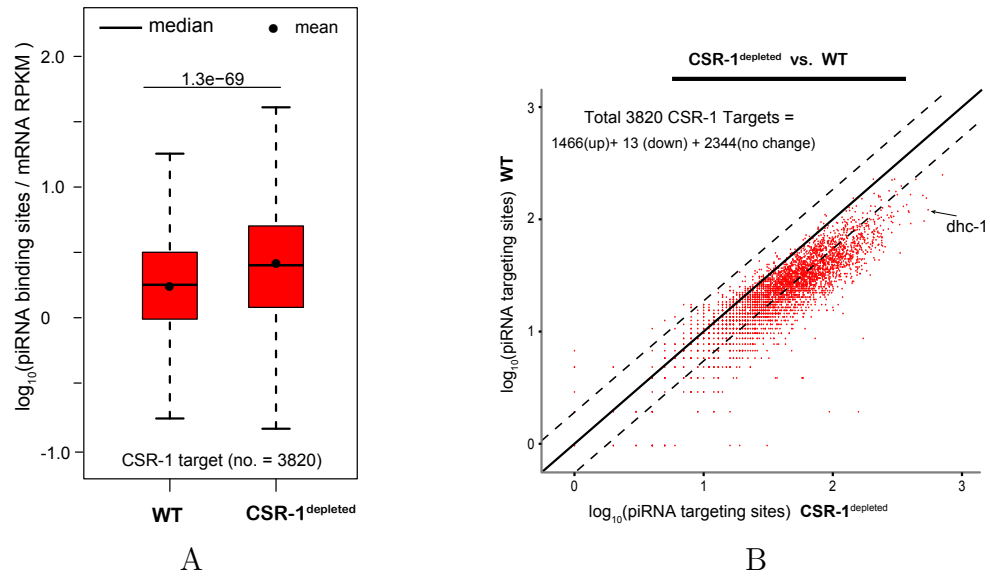 median
mean
2.0
1.0
0
-1.0
1.3e−69
log10(piRNA binding sites / mRNA RPKM )
CSR-1 target (no. = 3820)
WT
CSR-1depleted
A
CSR-1depleted vs. WT
Total 3820 CSR-1 Targets =
1466(up)+ 13 (down) + 2344(no change)
3
2
1
0
log10(piRNA targeting sites) WT
dhc-1
0 1 2 3
log10(piRNA targeting sites) CSR-1depleted
B